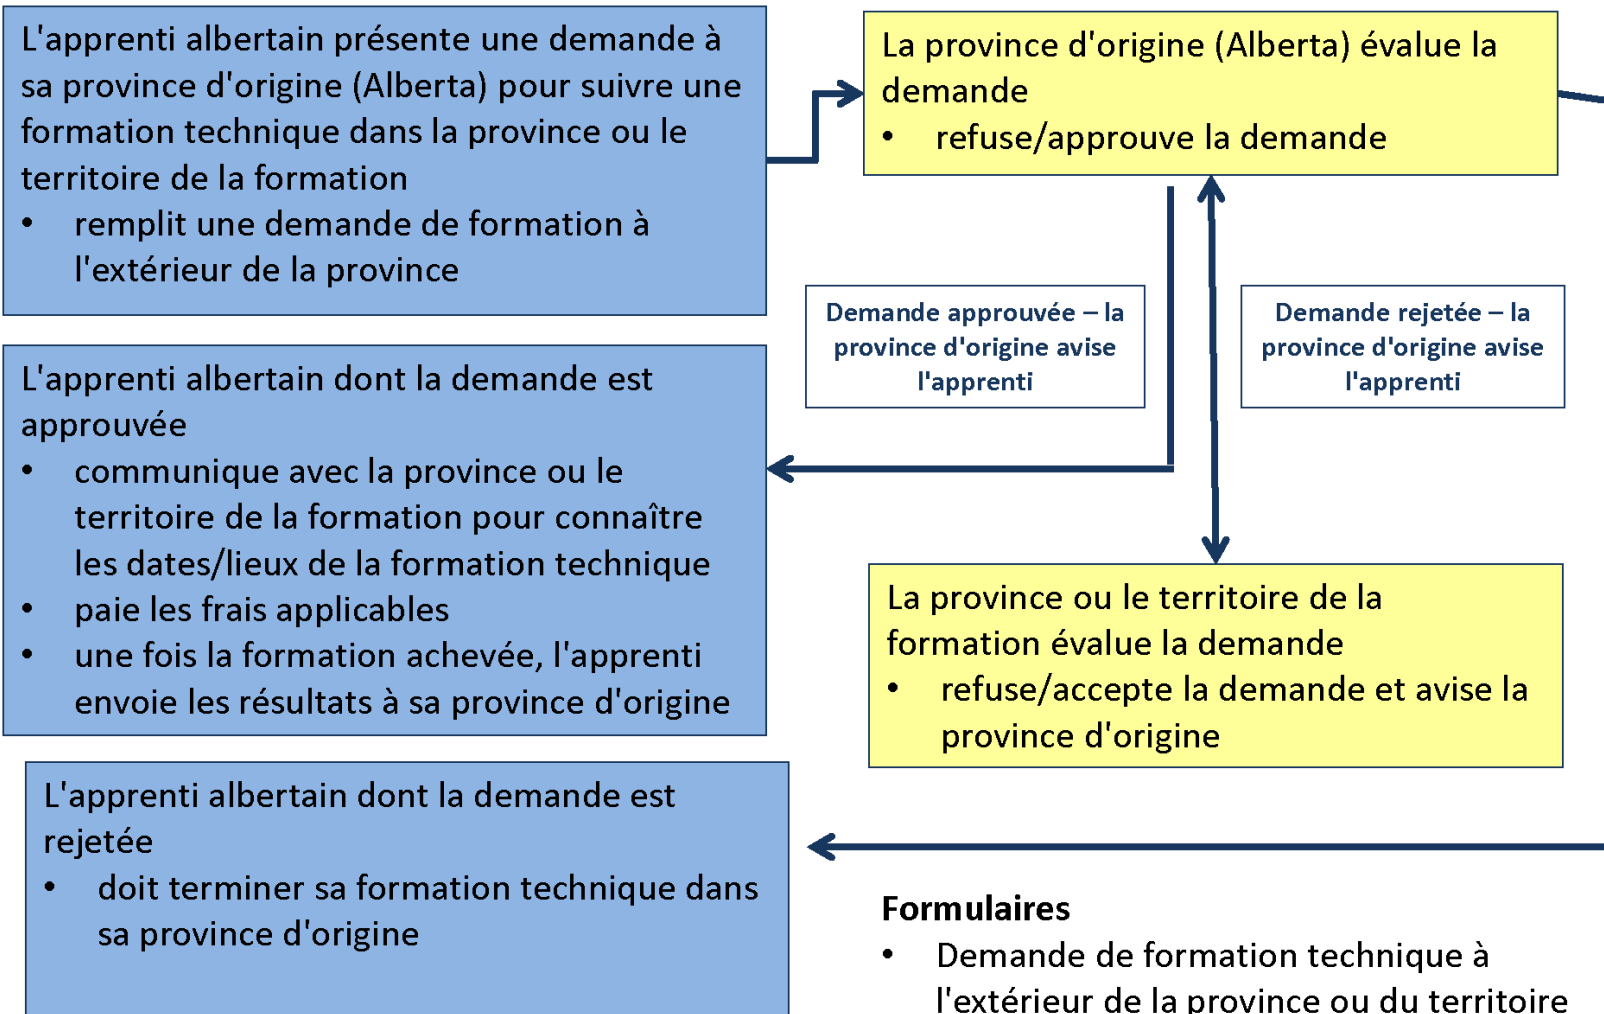 L'apprenti albertain présente une demande à
sa province d'origine (Alberta) pour suivre une
formation technique dans la province ou le
territoire de la formation
• remplit une demande de formation à
l'extérieur de la province
La province d'origine (Alberta) évalue la
demande
• refuse/approuve la demande
Demande approuvée – la
province d'origine avise
l'apprenti
Demande rejetée – la
province d'origine avise
l'apprenti
L'apprenti albertain dont la demande est
approuvée
• communique avec la province ou le
territoire de la formation pour connaître
les dates/lieux de la formation technique
• paie les frais applicables
• une fois la formation achevée, l'apprenti
envoie les résultats à sa province d'origine
La province ou le territoire de la
formation évalue la demande
• refuse/accepte la demande et avise la
province d'origine
L'apprenti albertain dont la demande est
rejetée
• doit terminer sa formation technique dans
sa province d'origine
Formulaires
• Demande de formation technique à
l'extérieur de la province ou du territoire